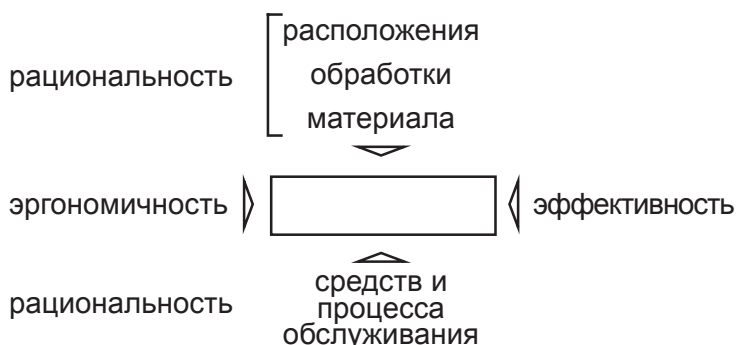 расположения
рациональность обработки
материала
эргономичность эффективность
средств и
рациональность процесса
обслуживания